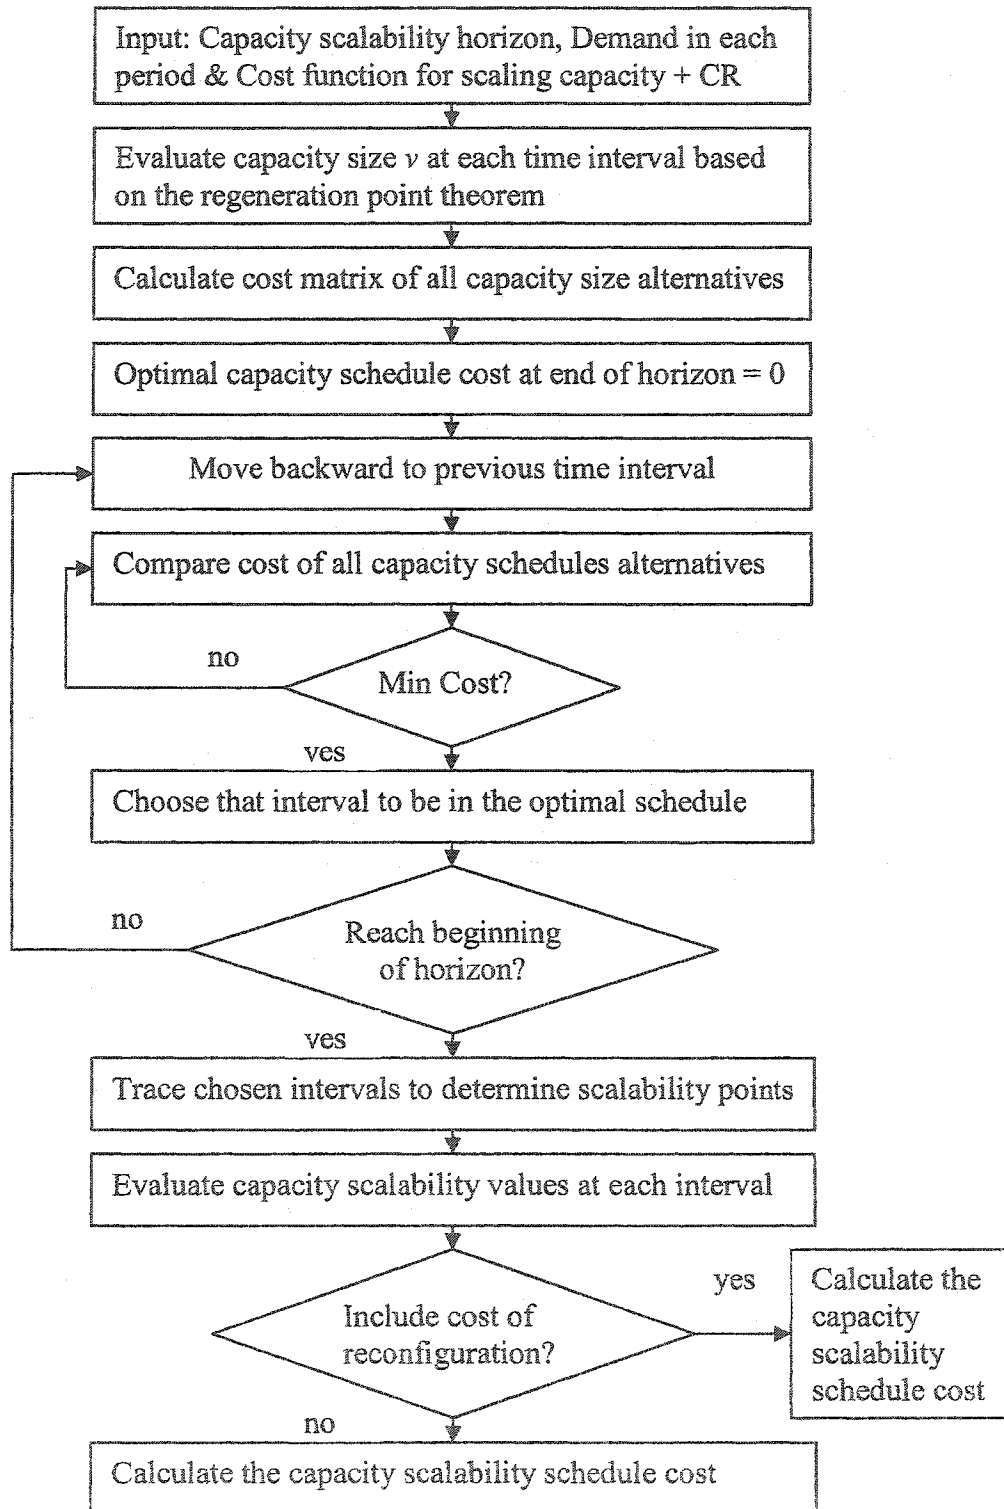 Input: Capacity scalability horizon, Demand in each
period & Cost function for scaling capacity + CR
Evaluate capacity size v at each time interval based
on the regeneration point theorem
Calculate cost matrix of all capacity size alternatives
Optimal capacity schedule cost at end of horizon = 0
Move backward to previous time interval
Compare cost of all capacity schedules alternatives
no
Min Cost?
yes
Choose that interval to be in the optimal schedule
no
Reach beginning
of horizon?
yes
Trace chosen intervals to determine scalability points
Evaluate capacity scalability values at each interval
yes
Include cost of
reconfiguration?
Calculate the
capacity
scalability
schedule cost
no
Calculate the capacity scalability schedule cost